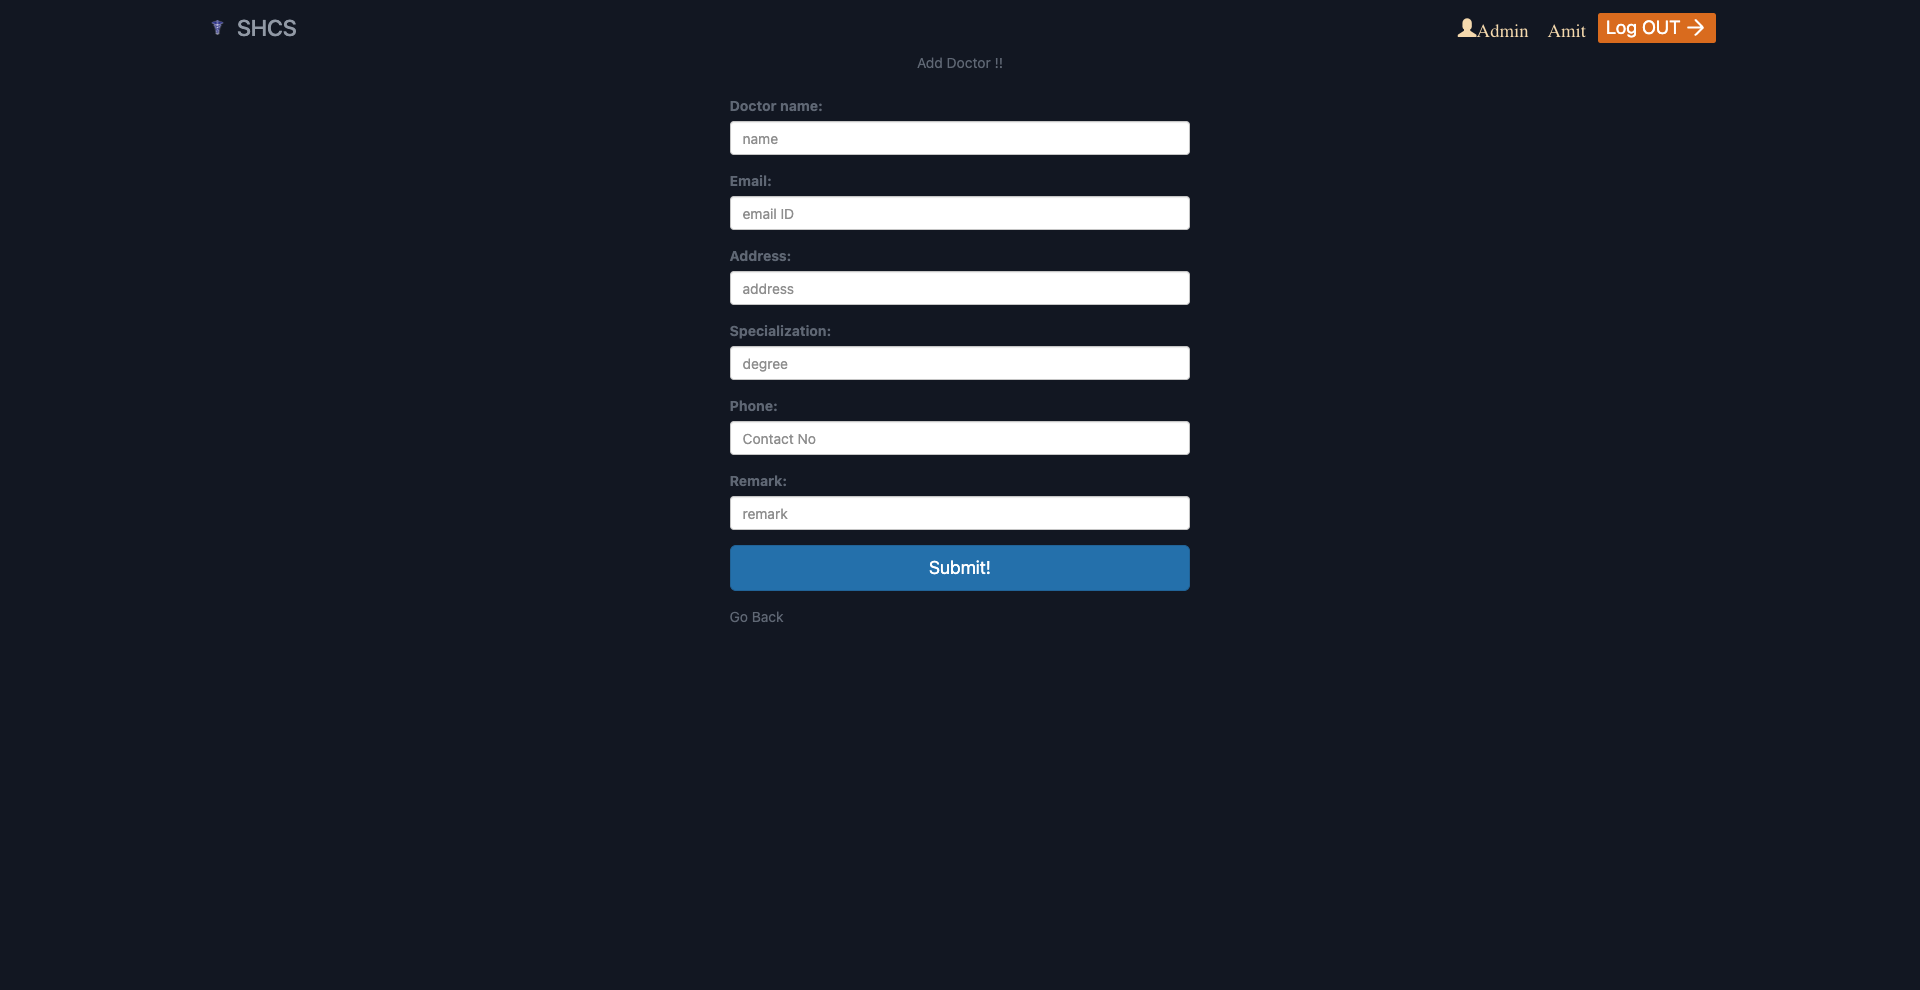 SHCS
Admin Amit Log OUT
Add Doctor !!
Doctor name:
name
Email:
email ID
Address:
address
Specialization:
degree
Phone:
Contact No
Remark:
remark
Submit!
Go Back